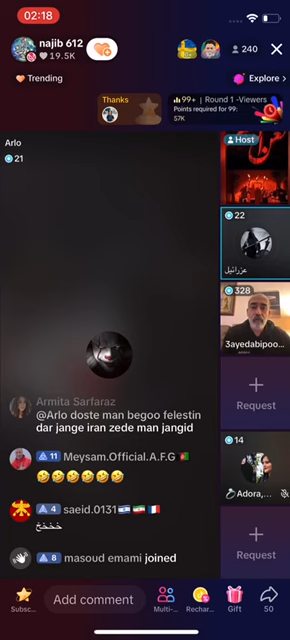 02:18
najib 612
19.5K
240
Trending
Explore >
Thanks
99+ | Round 1 -Viewers
Points required for 99:
57K
Arlo
21
Host
22
عزرائیل
328
3ayedabipoo...
+
Request
14
Adora,...
+
Request
Armita Sarfaraz
@Arlo doste man begoo felestin
dar jange iran zede man jangid
11 Meysam.Official.A.F.G
4 saeid.0131
خخخخ
8 masoud emami joined
Subsc...
Add comment
Multi-...
Rechar...
Gift
50